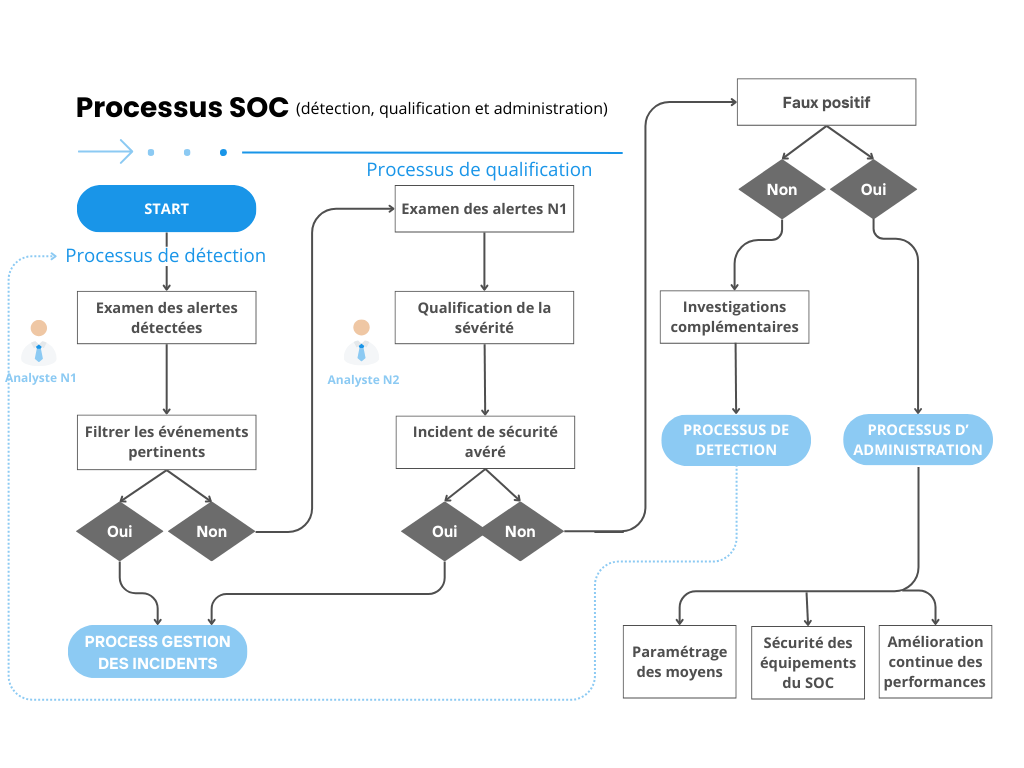 Processus SOC (détection, qualification et administration)
Processus de qualification
START
Processus de détection
Examen des alertes
détectées
Analyste N1
Filtrer les événements
pertinents
Oui
Non
PROCESS GESTION
DES INCIDENTS
Examen des alertes N1
Qualification de la
sévérité
Analyste N2
Incident de sécurité
avéré
Oui
Non
Faux positif
Non
Oui
Investigations
complémentaires
PROCESSUS DE
DETECTION
PROCESSUS D’
ADMINISTRATION
Paramétrage
des moyens
Sécurité des
équipements
du SOC
Amélioration
continue des
performances